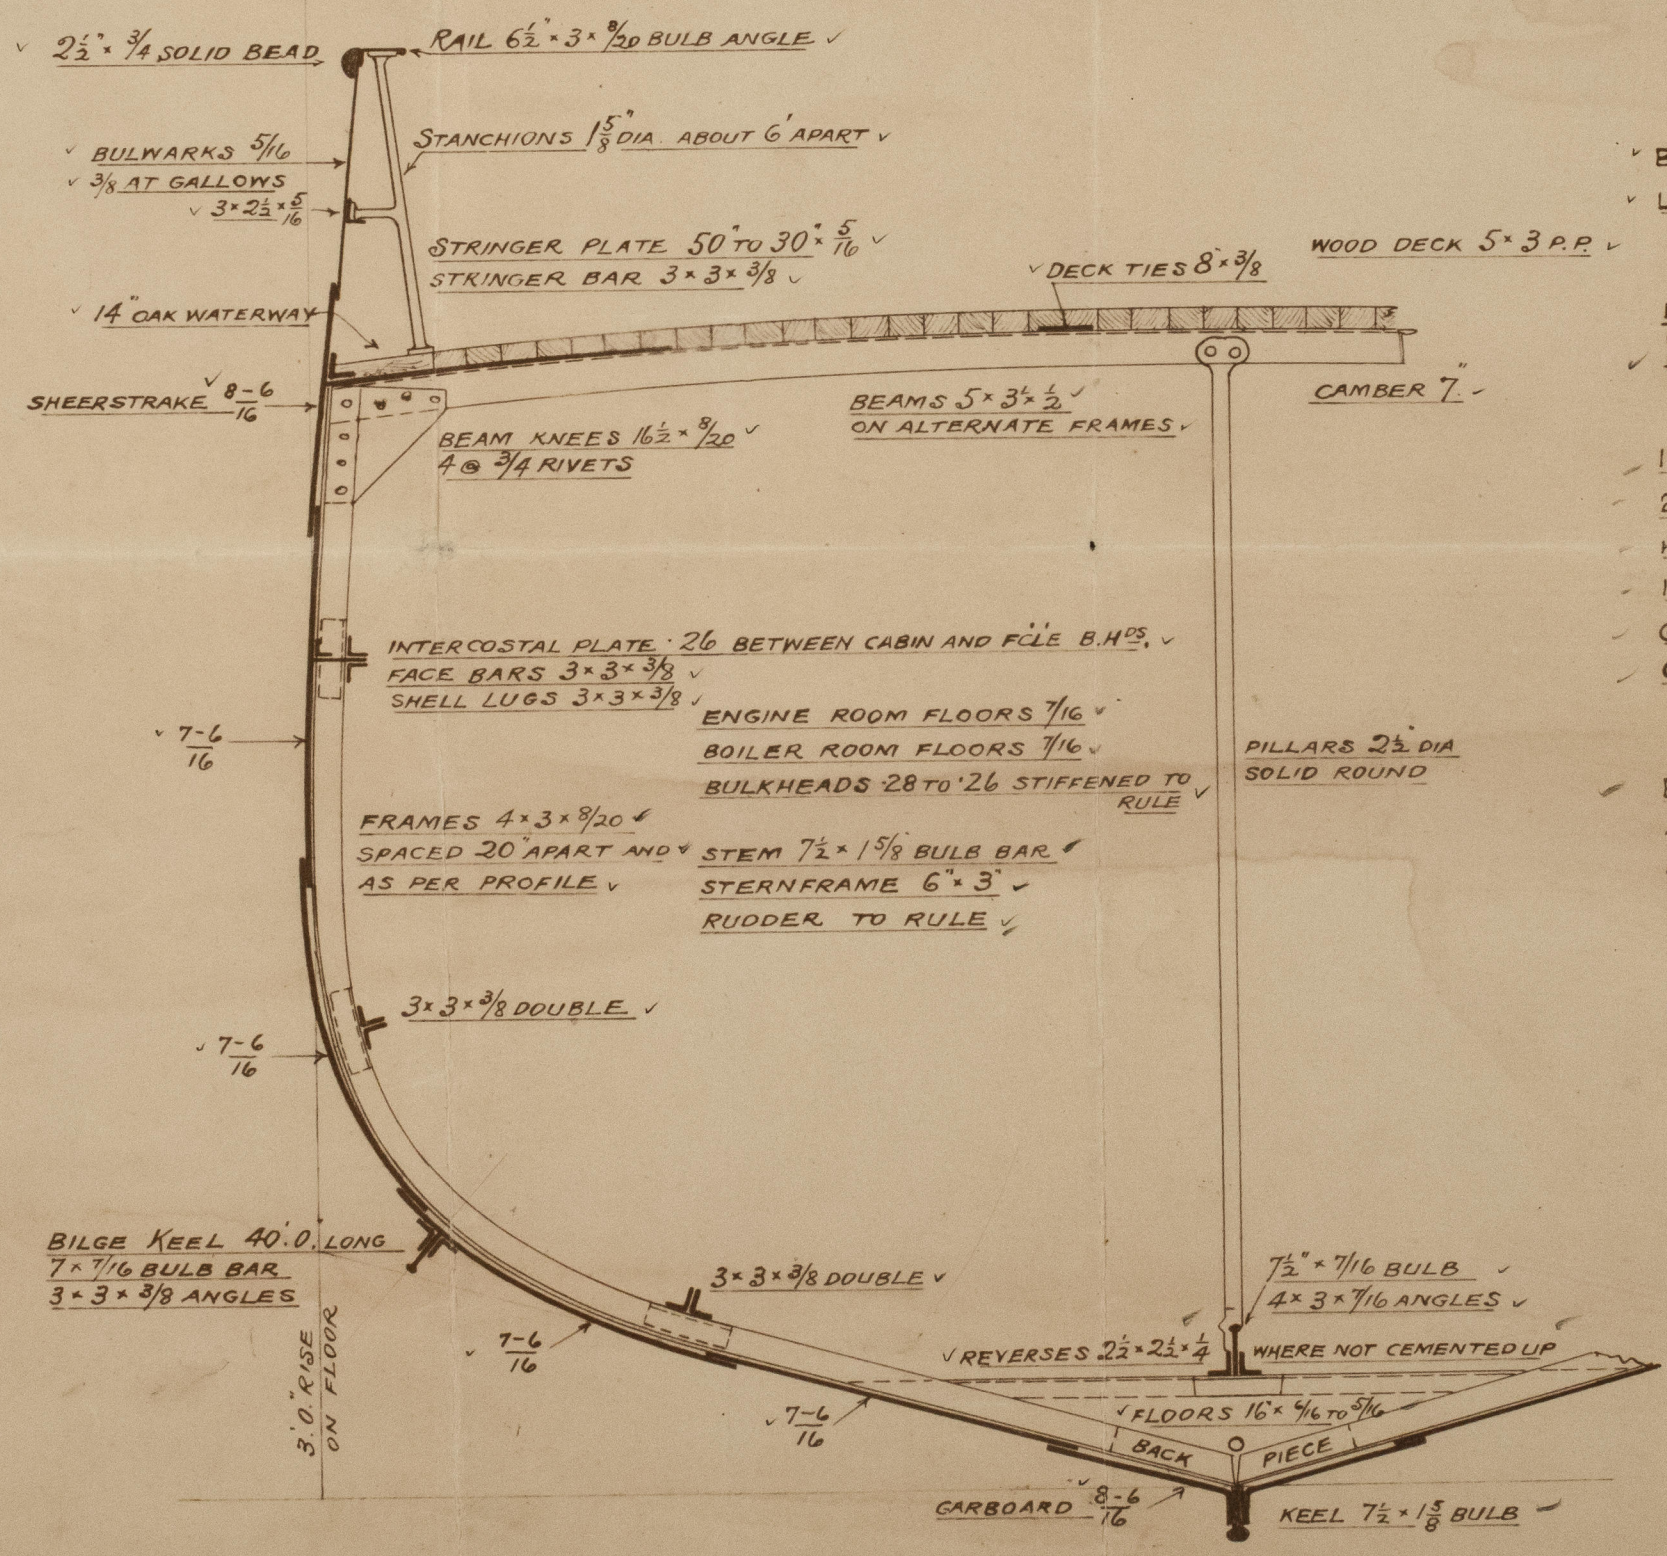 2½" × 3/4 SOLID BEAD
RAIL 6½" × 3 × 8/20 BULB ANGLE
BULWARKS 5/16
3/8 AT GALLOWS
3 × 2½ × 5/16
STANCHIONS 1 5/8" DIA. ABOUT 6' APART
STRINGER PLATE 50" TO 30" × 5/16
STRINGER BAR 3 × 3 × 3/8
WOOD DECK 5 × 3 P.P.
DECK TIES 8" × 3/8
14" OAK WATERWAY
SHEERSTRAKE 8-6/16
BEAM KNEES 16½ × 8/20
4 @ 3/4 RIVETS
BEAMS 5 × 3 × ½
ON ALTERNATE FRAMES
CAMBER 7"
INTERCOSTAL PLATE ·26 BETWEEN CABIN AND FCLE B.HDS.
FACE BARS 3 × 3 × 3/8
SHELL LUGS 3 × 3 × 3/8
7-6/16
ENGINE ROOM FLOORS 7/16
BOILER ROOM FLOORS 7/16
BULKHEADS ·28 TO ·26 STIFFENED TO
RULE
PILLARS 2½" DIA
SOLID ROUND
FRAMES 4 × 3 × 8/20
SPACED 20" APART AND
AS PER PROFILE
STEM 7½ × 1 5/8 BULB BAR
STERNFRAME 6" × 3"
RUDDER TO RULE
3 × 3 × 3/8 DOUBLE
7-6/16
BILGE KEEL 40'.0" LONG
7 × 7/16 BULB BAR
3 × 3 × 3/8 ANGLES
3'.0" RISE
ON FLOOR
3 × 3 × 3/8 DOUBLE
7-6/16
7½" × 7/16 BULB
4 × 3 × 7/16 ANGLES
REVERSES 2½ × 2½ × ¼ WHERE NOT CEMENTED UP
7-6/16
FLOORS 16" × 6/16 TO 5/16
BACK PIECE
GARBOARD 8-6/16
KEEL 7½ × 1 5/8 BULB